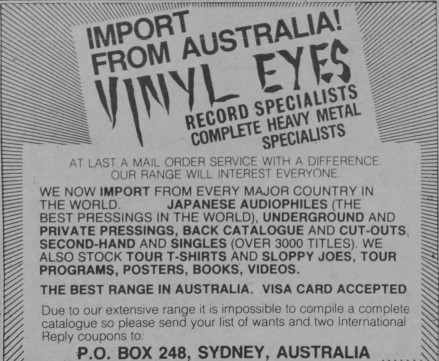 IMPORT
FROM AUSTRALIA!
VINYL EYES
RECORD SPECIALISTS
COMPLETE HEAVY METAL
SPECIALISTS
AT LAST A MAIL ORDER SERVICE WITH A DIFFERENCE.
OUR RANGE WILL INTEREST EVERYONE.
WE NOW IMPORT FROM EVERY MAJOR COUNTRY IN
THE WORLD. JAPANESE AUDIOPHILES (THE
BEST PRESSINGS IN THE WORLD), UNDERGROUND AND
PRIVATE PRESSINGS, BACK CATALOGUE AND CUT-OUTS,
SECOND-HAND AND SINGLES (OVER 3000 TITLES). WE
ALSO STOCK TOUR T-SHIRTS AND SLOPPY JOES, TOUR
PROGRAMS, POSTERS, BOOKS, VIDEOS.
THE BEST RANGE IN AUSTRALIA. VISA CARD ACCEPTED
Due to our extensive range it is impossible to compile a complete
catalogue so please send your list of wants and two International
Reply coupons to:
P.O. BOX 248, SYDNEY, AUSTRALIA